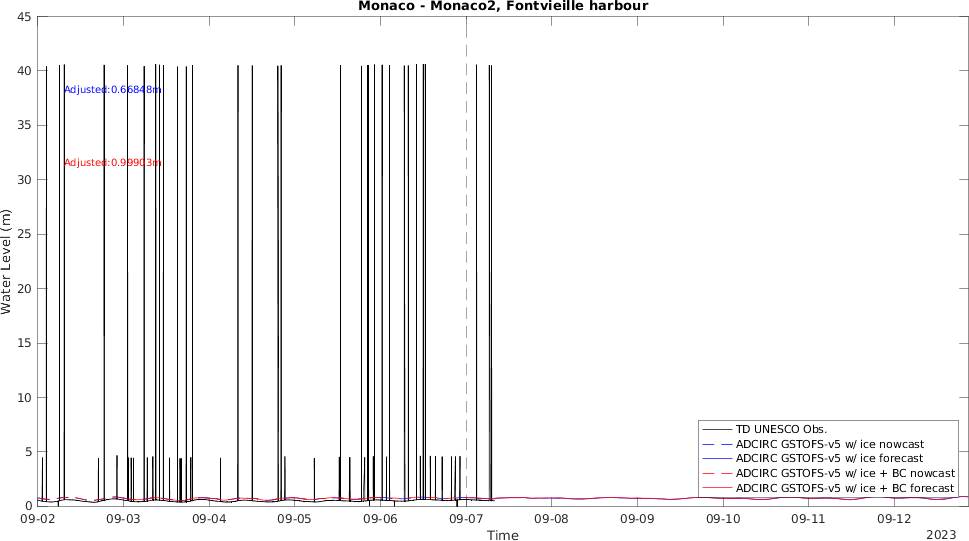 Monaco - Monaco2, Fontvieille harbour
45
40
35
30
25
20
15
10
5
0
Water Level (m)
Adjusted:0.66848m
Adjusted:0.99903m
TD UNESCO Obs.
ADCIRC GSTOFS-v5 w/ ice nowcast
ADCIRC GSTOFS-v5 w/ ice forecast
ADCIRC GSTOFS-v5 w/ ice + BC nowcast
ADCIRC GSTOFS-v5 w/ ice + BC forecast
09-02 09-03 09-04 09-05 09-06 09-07 09-08 09-09 09-10 09-11 09-12
Time
2023